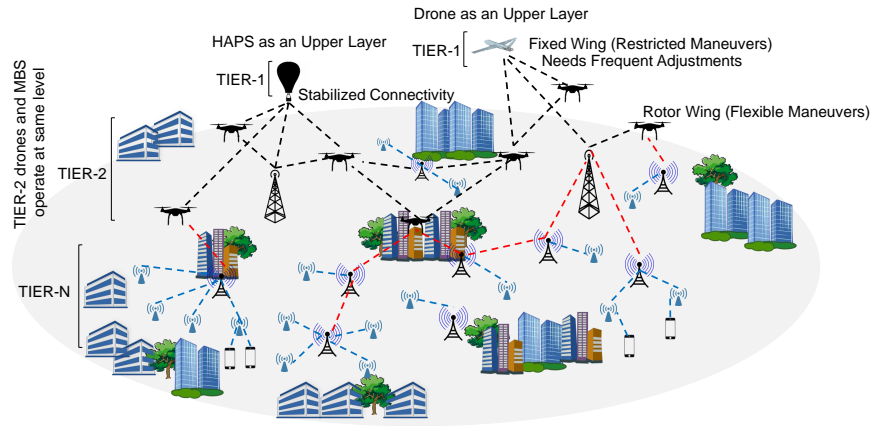 Drone as an Upper Layer
HAPS as an Upper Layer
TIER-1
Fixed Wing (Restricted Maneuvers)
Needs Frequent Adjustments
TIER-1
Stabilized Connectivity
Rotor Wing (Flexible Maneuvers)
TIER-2 drones and MBS
operate at same level
TIER-2
TIER-N